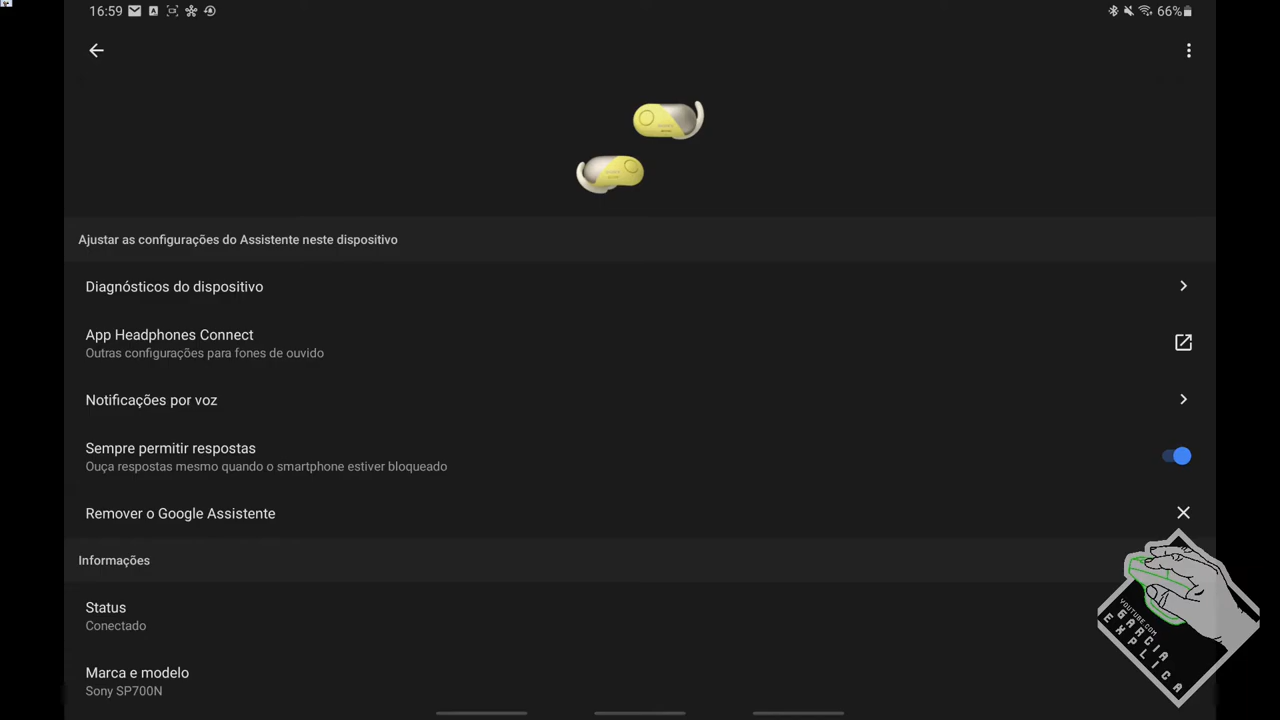 16:59
66%
Ajustar as configurações do Assistente neste dispositivo
Diagnósticos do dispositivo
App Headphones Connect
Outras configurações para fones de ouvido
Notificações por voz
Sempre permitir respostas
Ouça respostas mesmo quando o smartphone estiver bloqueado
Remover o Google Assistente
Informações
Status
Conectado
Marca e modelo
Sony SP700N
YOUTUBE.COM
GARCIA
EXPLICA